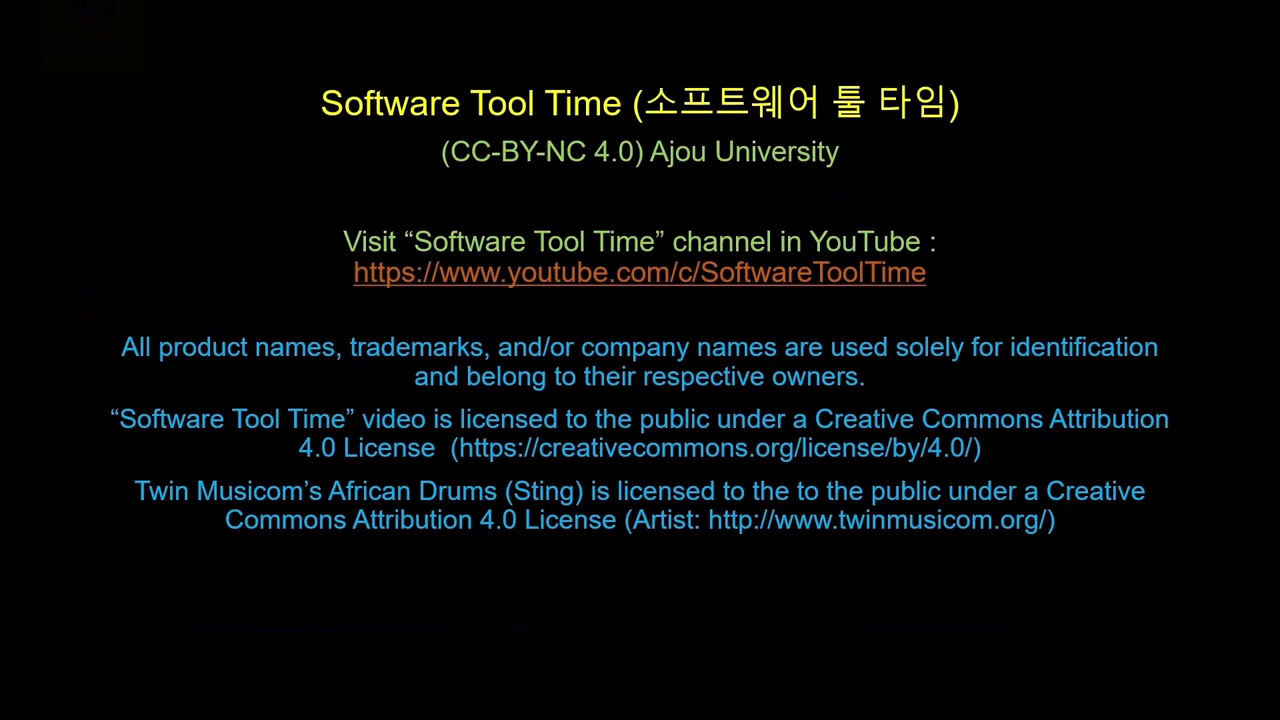 Software Tool Time (소프트웨어 툴 타임)
(CC-BY-NC 4.0) Ajou University
Visit “Software Tool Time” channel in YouTube :
https://www.youtube.com/c/SoftwareToolTime
All product names, trademarks, and/or company names are used solely for identification
and belong to their respective owners.
“Software Tool Time” video is licensed to the public under a Creative Commons Attribution
4.0 License  (https://creativecommons.org/license/by/4.0/)
Twin Musicom’s African Drums (Sting) is licensed to the to the public under a Creative
Commons Attribution 4.0 License (Artist: http://www.twinmusicom.org/)